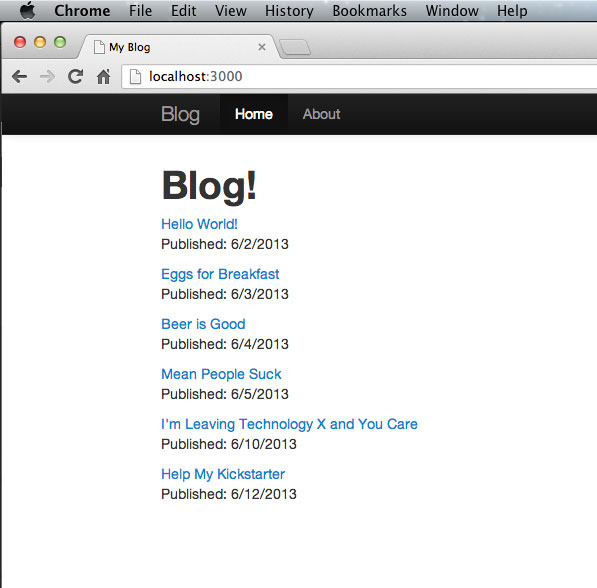 Chrome File Edit View History Bookmarks Window Help
My Blog
localhost:3000
Blog Home About
Blog!
Hello World!
Published: 6/2/2013
Eggs for Breakfast
Published: 6/3/2013
Beer is Good
Published: 6/4/2013
Mean People Suck
Published: 6/5/2013
I'm Leaving Technology X and You Care
Published: 6/10/2013
Help My Kickstarter
Published: 6/12/2013